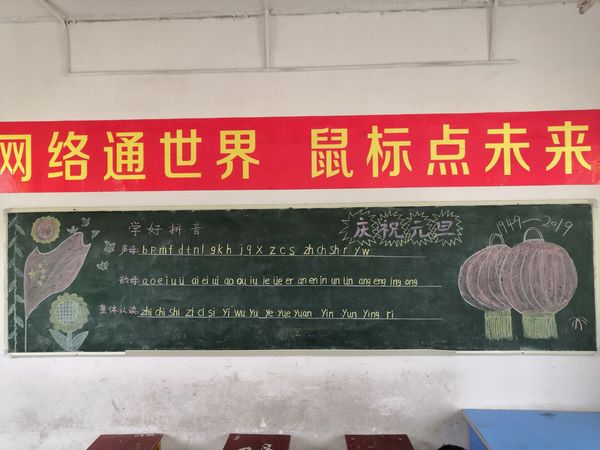 网络通世界 鼠标点未来
学好拼音
庆祝元旦
1949—2019
声母: b p m f d t n l g k h j q x z c s zh ch sh r y w
韵母: a o e i u ü ai ei ui ao ou iu ie üe er an en in un ün ang eng ing ong
整体认读: zhi chi shi zi ci si yi wu yu ye yue yuan yin yun ying ri